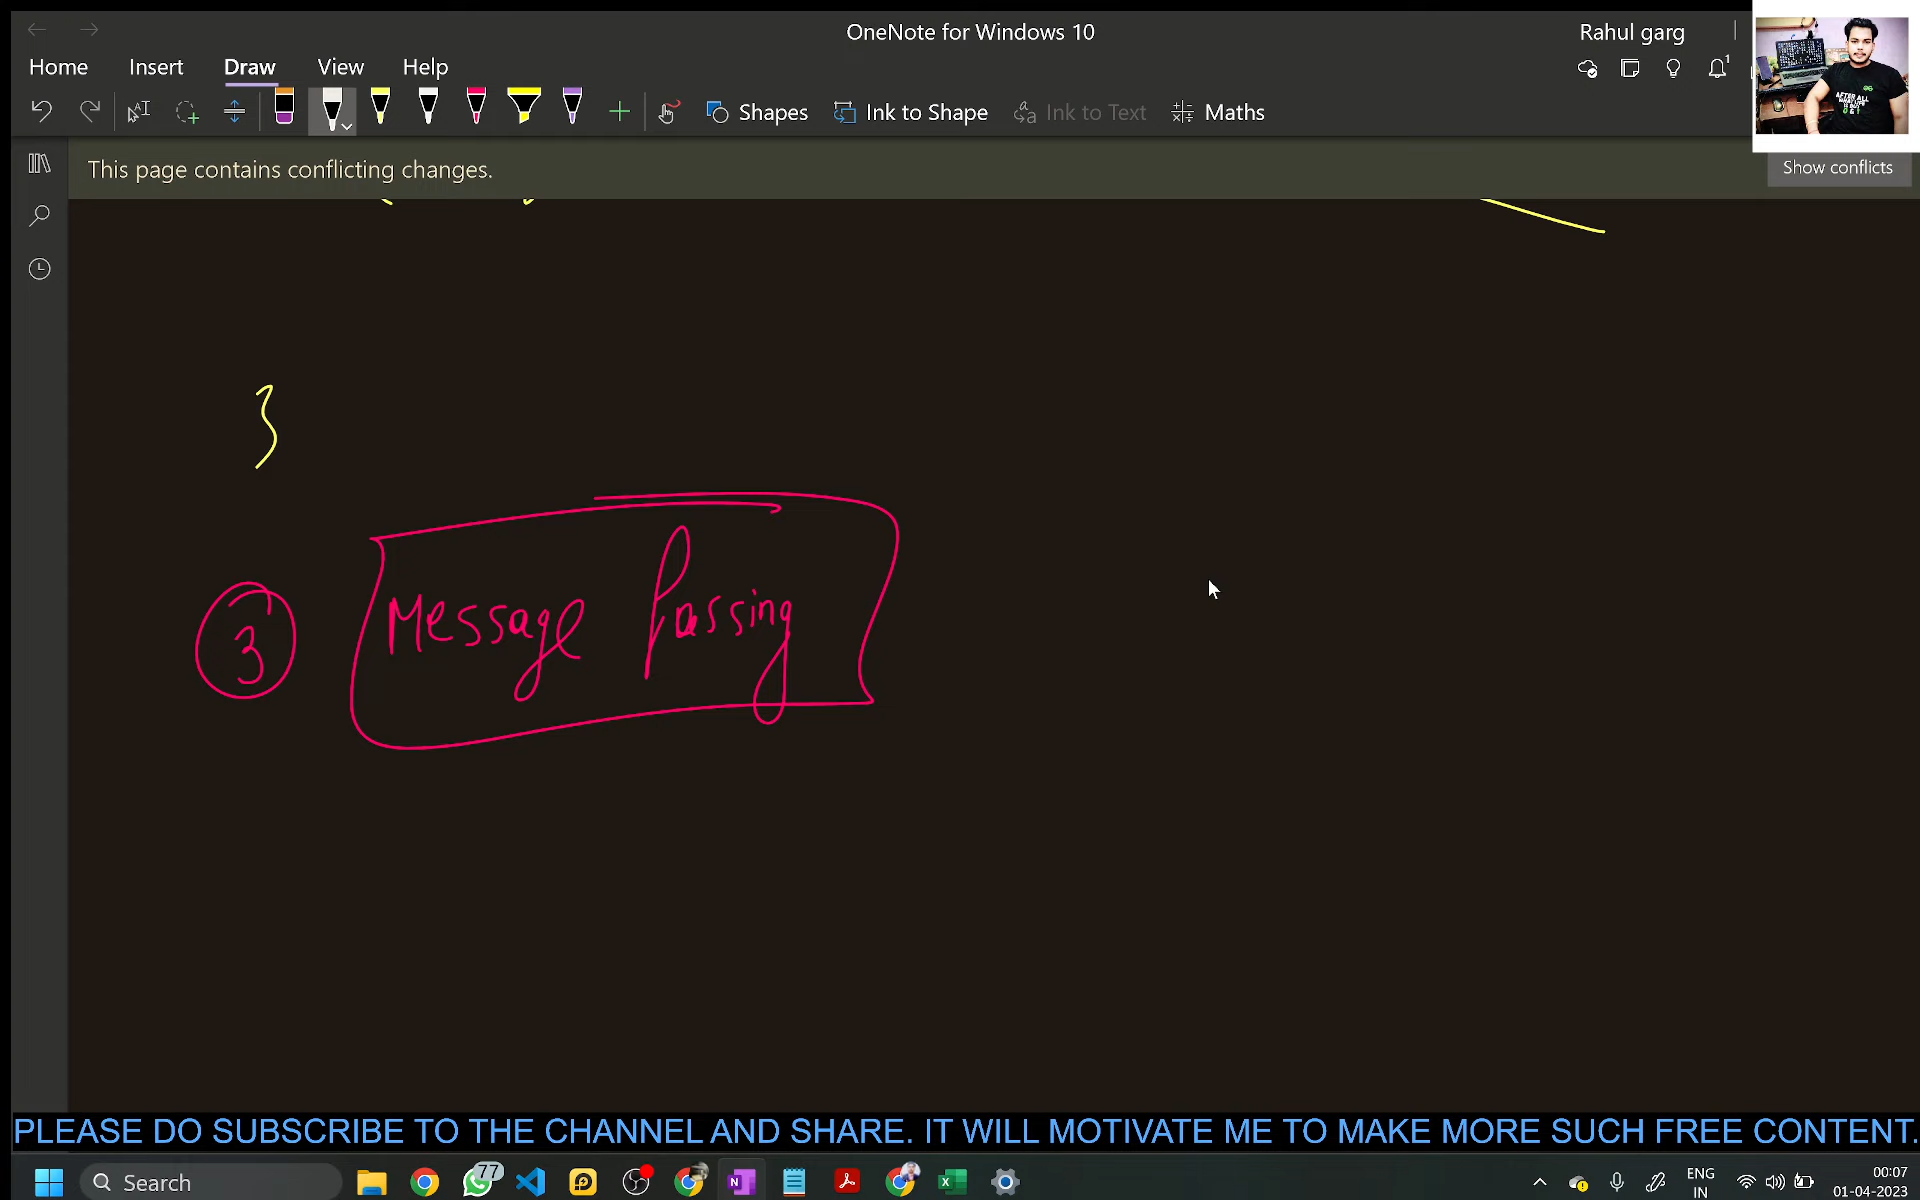 OneNote for Windows 10
Rahul garg
Home Insert Draw View Help
1
Shapes Ink to Shape Ink to Text Maths
This page contains conflicting changes.
Show conflicts
}
3 Message Passing
PLEASE DO SUBSCRIBE TO THE CHANNEL AND SHARE. IT WILL MOTIVATE ME TO MAKE MORE SUCH FREE CONTENT.
Search
77
ENG
IN
00:07
01-04-2023